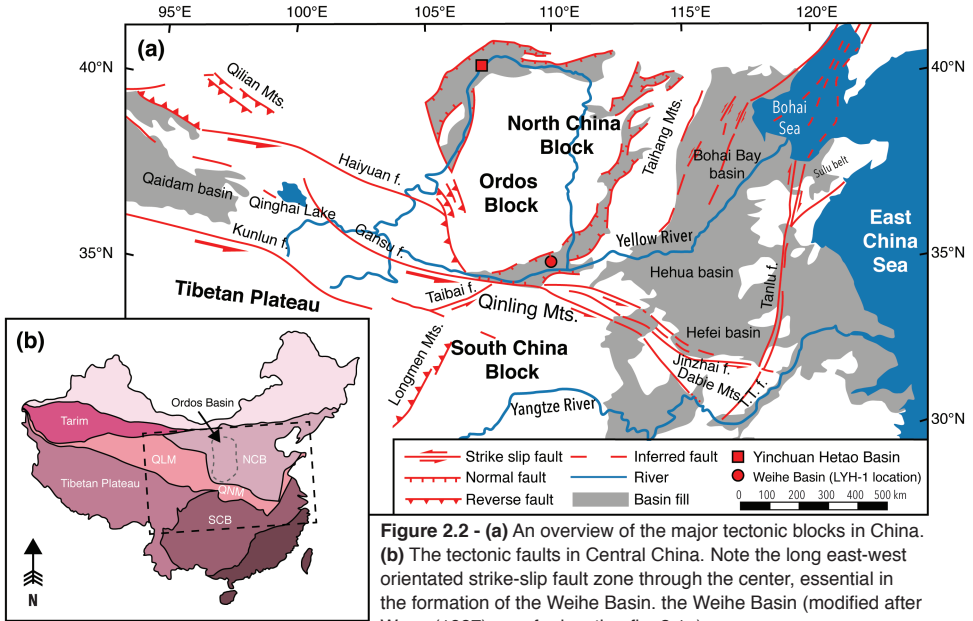 95°E
100°E
105°E
110°E
115°E
120°E
(a)
40°N
40°N
Qilian Mts.
North China
Block
Taihang Mts.
Bohai
Sea
Bohai Bay
basin
Sulu belt
Haiyuan f.
Qaidam basin
Qinghai Lake
Ordos
Block
East
China
Sea
Kunlun f.
Gansu f.
Yellow River
35°N
35°N
Hehua basin
Tanlu f.
Tibetan Plateau
Taibai f.
Qinling Mts.
Hefei basin
Longmen Mts.
South China
Block
Jinzhai f.
Dabie Mts.
T.L f.
Yangtze River
30°N
(b)
Ordos Basin
Tarim
QLM
NCB
Tibetan Plateau
QNM
SCB
N
Strike slip fault
Inferred fault
Yinchuan Hetao Basin
Normal fault
River
Weihe Basin (LYH-1 location)
Reverse fault
Basin fill
0 100 200 300 400 500 km
Figure 2.2 - (a) An overview of the major tectonic blocks in China.
(b) The tectonic faults in Central China. Note the long east-west
orientated strike-slip fault zone through the center, essential in
the formation of the Weihe Basin. the Weihe Basin (modified after